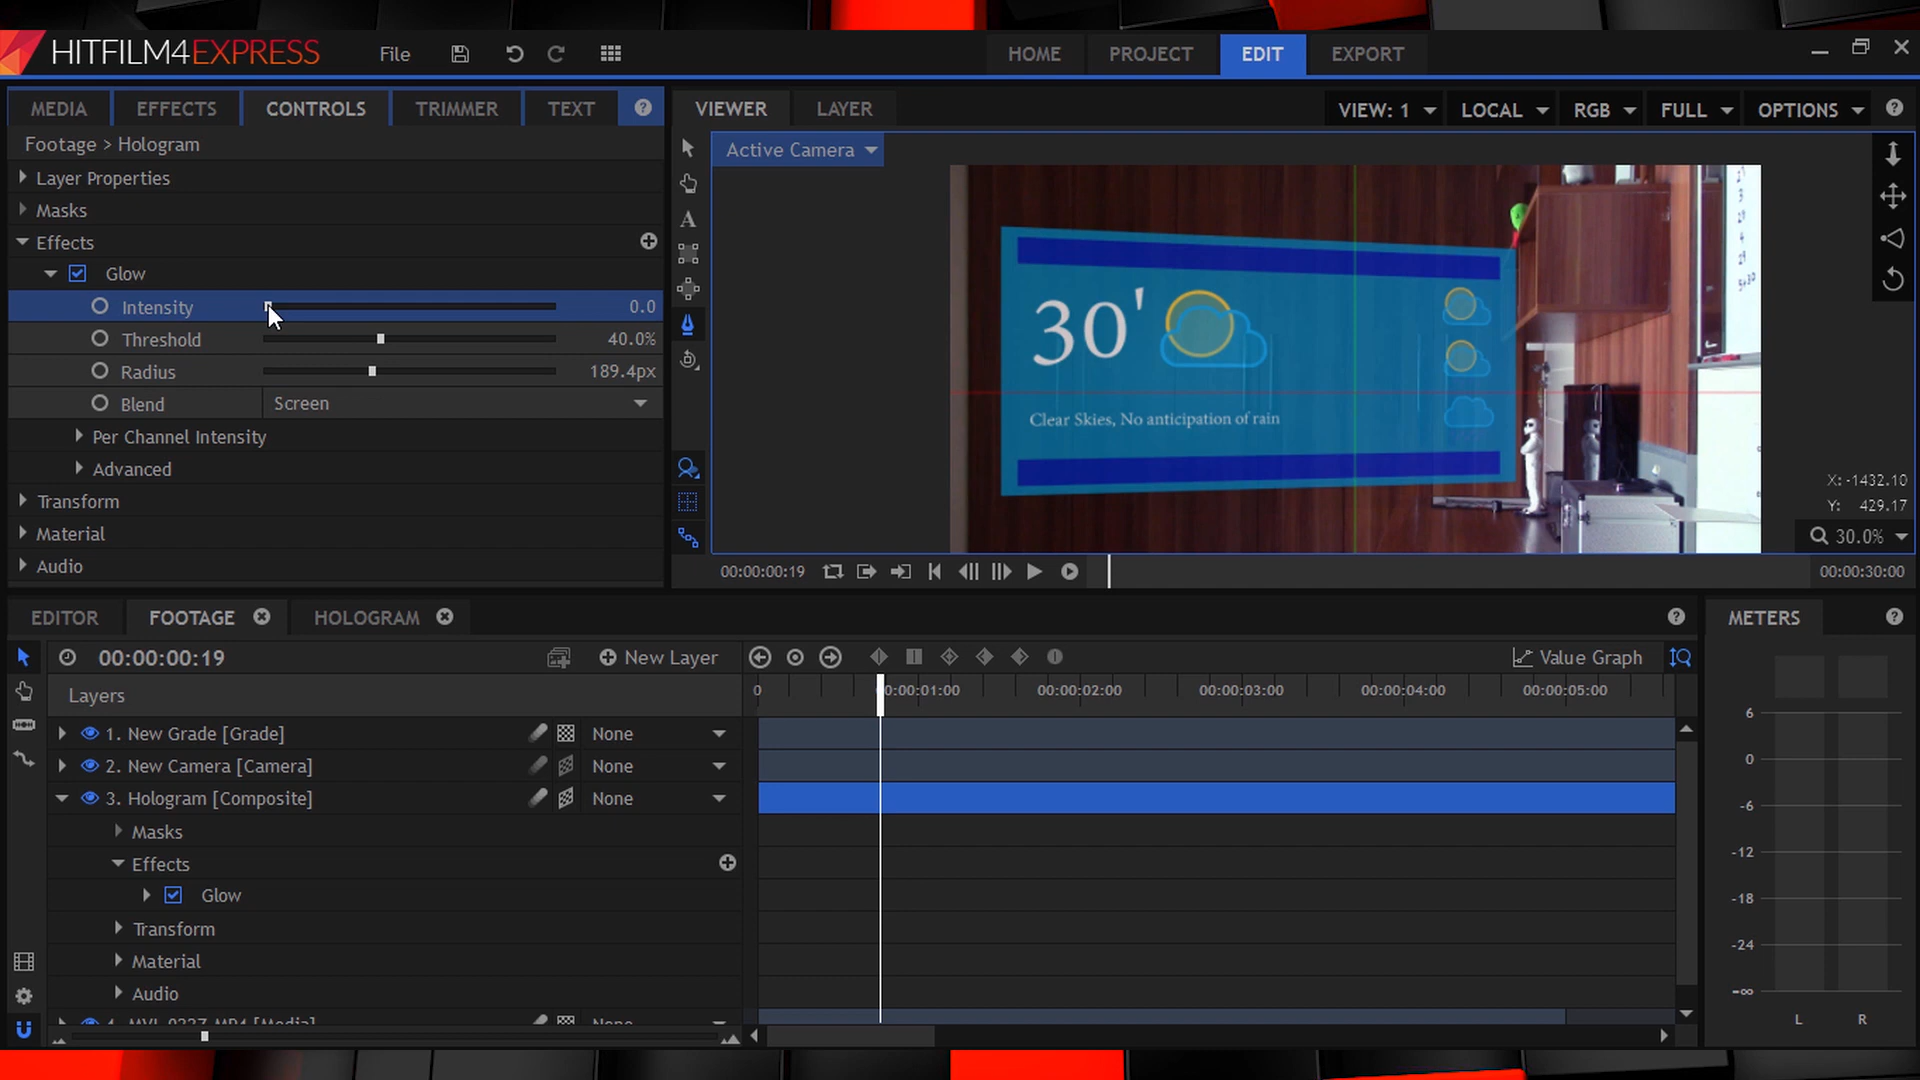 HITFILM4EXPRESS File HOME PROJECT EDIT EXPORT
MEDIA EFFECTS CONTROLS TRIMMER TEXT ?
Footage > Hologram
Layer Properties
Masks
Effects
Glow
Intensity 0.0
Threshold 40.0%
Radius 189.4px
Blend Screen
Per Channel Intensity
Advanced
Transform
Material
Audio
VIEWER LAYER VIEW: 1 LOCAL RGB FULL OPTIONS ?
Active Camera
A
30'
Clear Skies, No anticipation of rain
X: -1432.10
Y: 429.17
30.0%
00:00:00:19 00:00:30:00
EDITOR FOOTAGE HOLOGRAM ?
00:00:00:19 New Layer Value Graph
Layers 0 00:00:01:00 00:00:02:00 00:00:03:00 00:00:04:00 00:00:05:00
1. New Grade [Grade] None
2. New Camera [Camera] None
3. Hologram [Composite] None
Masks
Effects
Glow
Transform
Material
Audio
METERS ?
6
0
-6
-12
-18
-24
-∞
L R